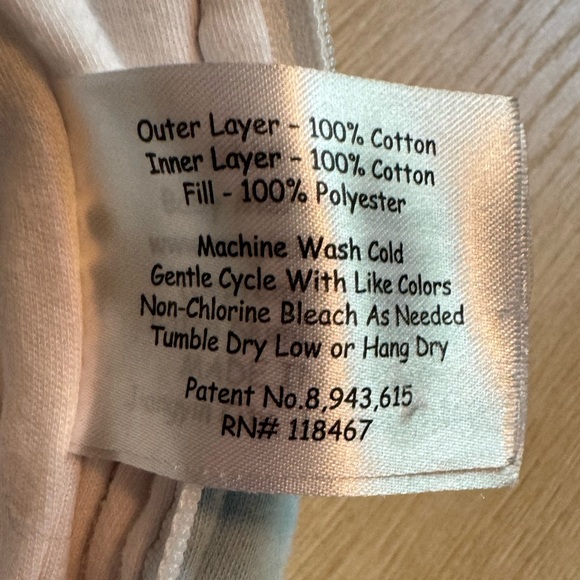 Outer Layer - 100% Cotton
Inner Layer - 100% Cotton
Fill - 100% Polyester
Machine Wash Cold
Gentle Cycle With Like Colors
Non-Chlorine Bleach As Needed
Tumble Dry Low or Hang Dry
Patent No.8,943,615
RN# 118467